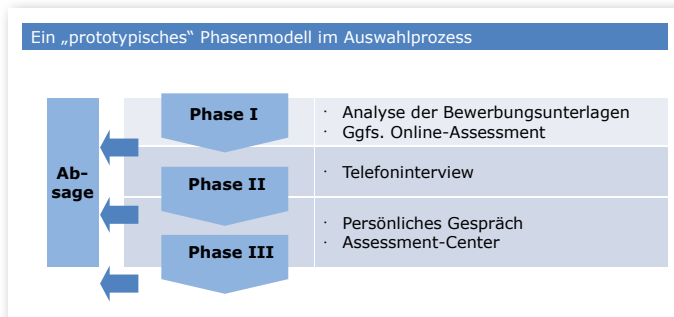 Ein „prototypisches“ Phasenmodell im Auswahlprozess
Ab-
sage
Phase I
· Analyse der Bewerbungsunterlagen
· Ggfs. Online-Assessment
Phase II
· Telefoninterview
Phase III
· Persönliches Gespräch
· Assessment-Center